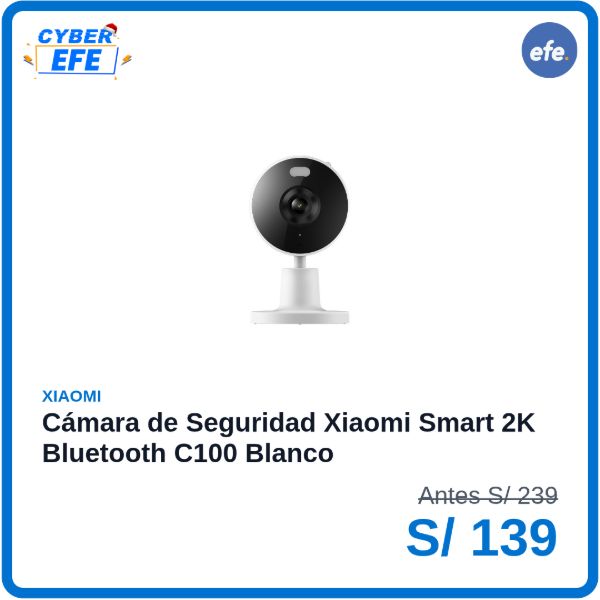 CYBER
EFE
efe.
XIAOMI
Cámara de Seguridad Xiaomi Smart 2K
Bluetooth C100 Blanco
Antes S/ 239
S/ 139